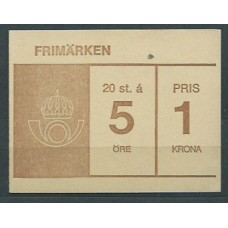 FRIMÄRKEN
20 st. á
5
ÖRE
PRIS
1
KRONA